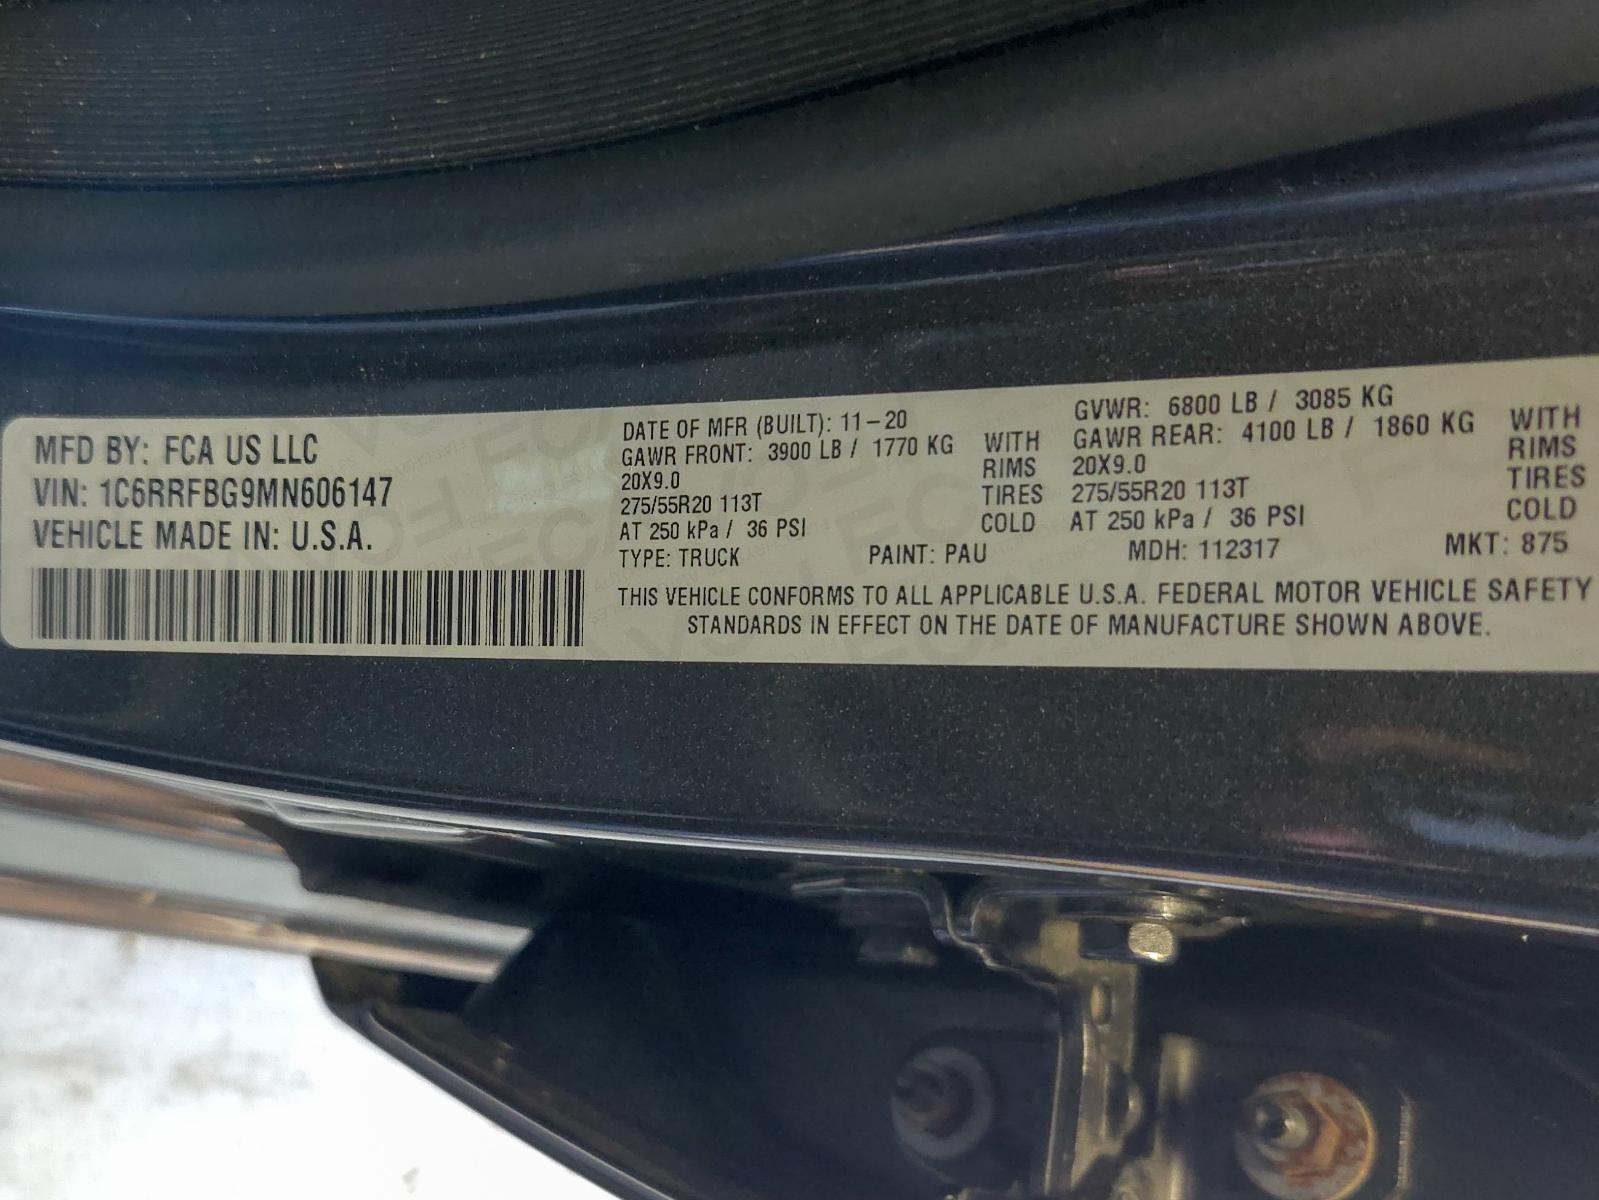 MFD BY: FCA US LLC
VIN: 1C6RRFBG9MN606147
VEHICLE MADE IN: U.S.A.
DATE OF MFR (BUILT): 11-20
GAWR FRONT: 3900 LB / 1770 KG WITH
20X9.0 RIMS
275/55R20 113T TIRES
AT 250 kPa / 36 PSI COLD
GVWR: 6800 LB / 3085 KG
GAWR REAR: 4100 LB / 1860 KG WITH
20X9.0 RIMS
275/55R20 113T TIRES
AT 250 kPa / 36 PSI COLD
TYPE: TRUCK PAINT: PAU MDH: 112317 MKT: 875
THIS VEHICLE CONFORMS TO ALL APPLICABLE U.S.A. FEDERAL MOTOR VEHICLE SAFETY
STANDARDS IN EFFECT ON THE DATE OF MANUFACTURE SHOWN ABOVE.